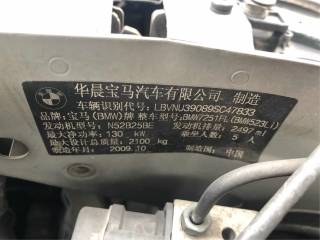 BMW
华晨宝马汽车有限公司 制造
车辆识别代号: LBVNU39089SC47833
品牌: 宝马(BMW)牌 整车型号: BMW7251FL(BMW523LI)
发动机型号: N52B25BE 发动机排量: 2497ml
最大净功率: 130 kW 乘坐人数: 5 人
最大设计总质量: 2100 kg
制造年月: 2009.10 制造国: 中国